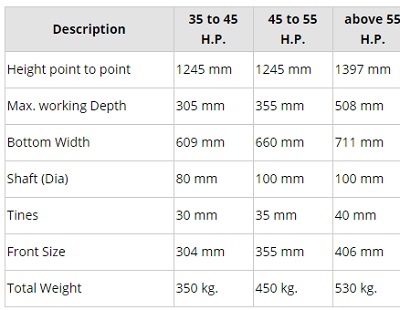 Description 35 to 45 H.P. 45 to 55 H.P. above 55 H.P.
Height point to point 1245 mm 1245 mm 1397 mm
Max. working Depth 305 mm 355 mm 508 mm
Bottom Width 609 mm 660 mm 711 mm
Shaft (Dia) 80 mm 100 mm 100 mm
Tines 30 mm 35 mm 40 mm
Front Size 304 mm 355 mm 406 mm
Total Weight 350 kg. 450 kg. 530 kg.